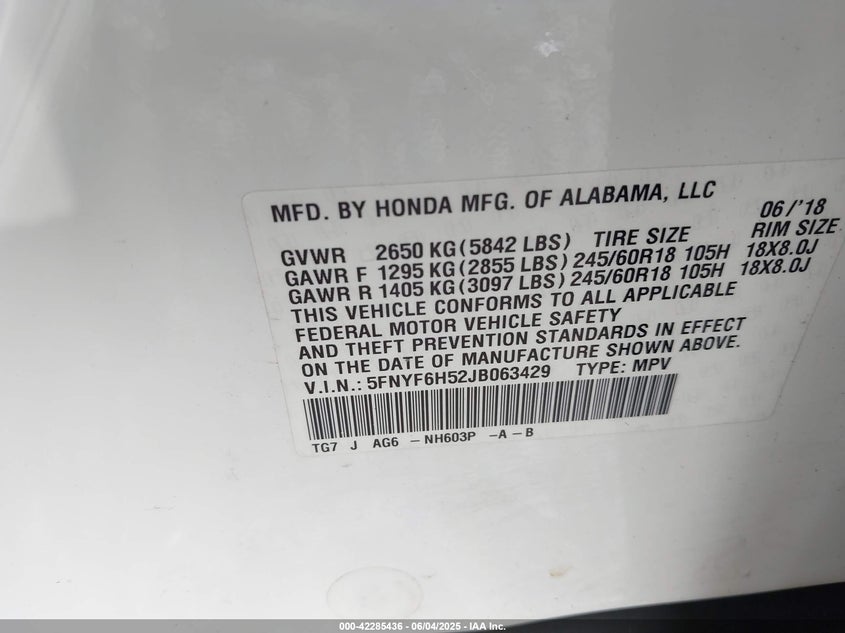 MFD. BY HONDA MFG. OF ALABAMA, LLC 06/'18
GVWR 2650 KG (5842 LBS) TIRE SIZE RIM SIZE
GAWR F 1295 KG (2855 LBS) 245/60R18 105H 18X8.0J
GAWR R 1405 KG (3097 LBS) 245/60R18 105H 18X8.0J
THIS VEHICLE CONFORMS TO ALL APPLICABLE
FEDERAL MOTOR VEHICLE SAFETY
AND THEFT PREVENTION STANDARDS IN EFFECT
ON THE DATE OF MANUFACTURE SHOWN ABOVE.
V.I.N.: 5FNYF6H52JB063429 TYPE: MPV
TG7 J AG6 – NH603P –A – B
000-42285436 - 06/04/2025 - IAA Inc.